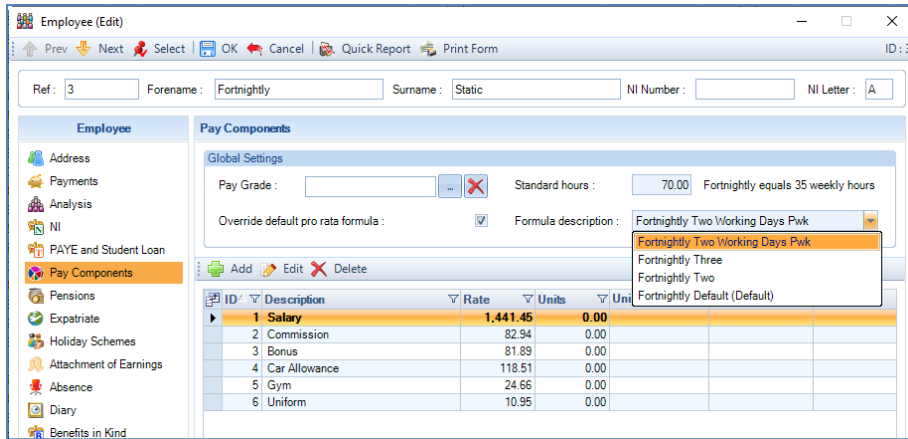 Employee (Edit)
Prev Next Select OK Cancel Quick Report Print Form ID : 3
Ref : 3 Forename : Fortnightly Surname : Static NI Number : NI Letter : A
Employee
Address
Payments
Analysis
NI
PAYE and Student Loan
Pay Components
Pensions
Expatriate
Holiday Schemes
Attachment of Earnings
Absence
Diary
Benefits in Kind
Pay Components
Global Settings
Pay Grade : ... Standard hours : 70.00 Fortnightly equals 35 weekly hours
Override default pro rata formula : Formula description : Fortnightly Two Working Days Pwk
Fortnightly Two Working Days Pwk
Fortnightly Three
Fortnightly Two
Fortnightly Default (Default)
Add Edit Delete
ID Description Rate Units Uni
1 Salary 1,441.45 0.00
2 Commission 82.94 0.00
3 Bonus 81.89 0.00
4 Car Allowance 118.51 0.00
5 Gym 24.66 0.00
6 Uniform 10.95 0.00